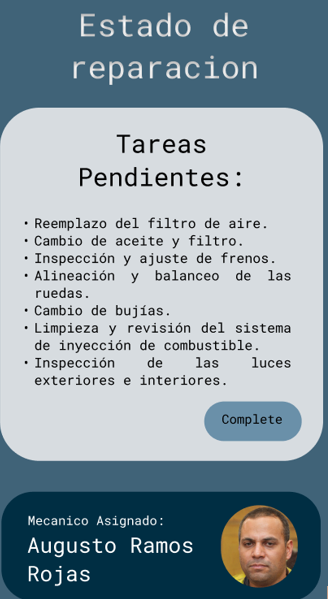 Estado de
reparacion
Tareas
Pendientes:
• Reemplazo del filtro de aire.
• Cambio de aceite y filtro.
• Inspección y ajuste de frenos.
• Alineación y balanceo de las
ruedas.
• Cambio de bujías.
• Limpieza y revisión del sistema
de inyección de combustible.
• Inspección de las luces
exteriores e interiores.
Complete
Mecanico Asignado:
Augusto Ramos
Rojas